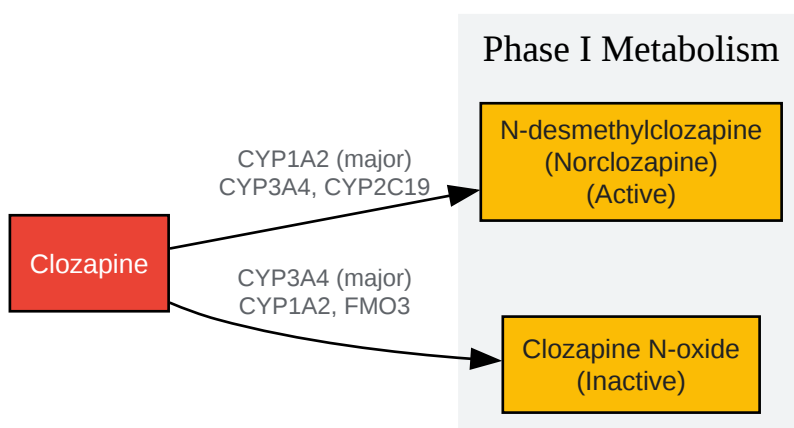 Phase I Metabolism
N-desmethylclozapine
(Norclozapine)
(Active)
CYP1A2 (major)
CYP3A4, CYP2C19
Clozapine
CYP3A4 (major)
CYP1A2, FMO3
Clozapine N-oxide
(Inactive)